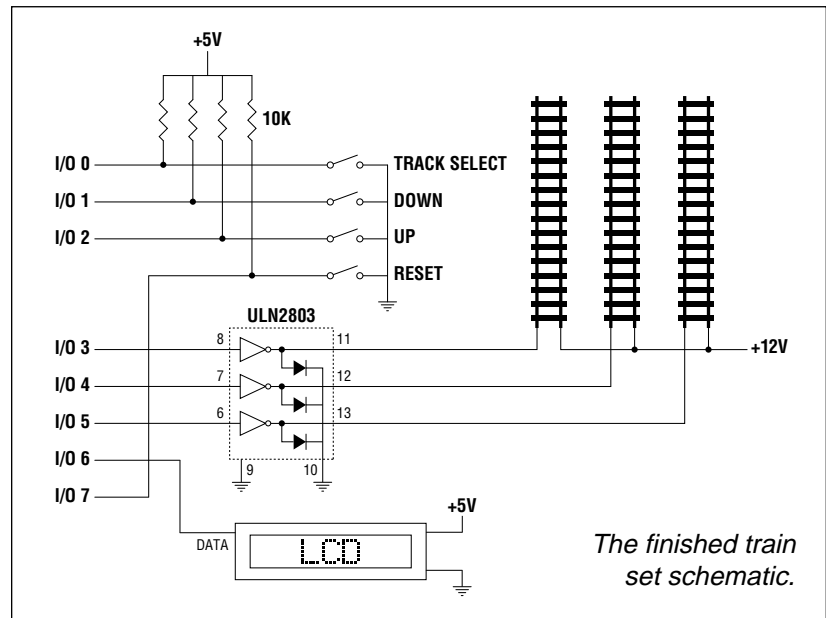 +5V
10K
I/O 0
TRACK SELECT
I/O 1
DOWN
I/O 2
UP
RESET
ULN2803
I/O 3
8
11
+12V
I/O 4
7
12
I/O 5
6
13
I/O 6
9
10
I/O 7
+5V
DATA
LCD
The finished train
set schematic.